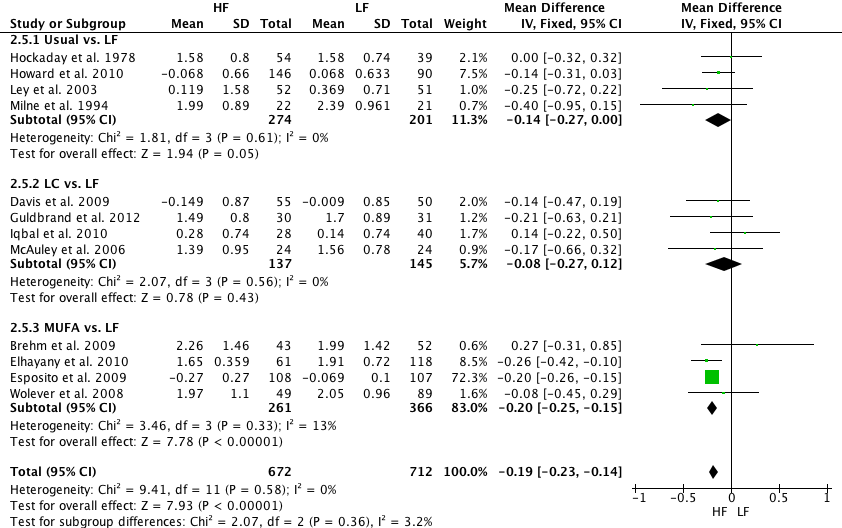 HF LF Mean Difference Mean Difference
Study or Subgroup Mean SD Total Mean SD Total Weight IV, Fixed, 95% CI IV, Fixed, 95% CI
2.5.1 Usual vs. LF
Hockaday et al. 1978 1.58 0.8 54 1.58 0.74 39 2.1% 0.00 [-0.32, 0.32]
Howard et al. 2010 -0.068 0.66 146 0.068 0.633 90 7.5% -0.14 [-0.31, 0.03]
Ley et al. 2003 0.119 1.58 52 0.369 0.71 51 1.0% -0.25 [-0.72, 0.22]
Milne et al. 1994 1.99 0.89 22 2.39 0.961 21 0.7% -0.40 [-0.95, 0.15]
Subtotal (95% CI) 274 201 11.3% -0.14 [-0.27, 0.00]
Heterogeneity: Chi² = 1.81, df = 3 (P = 0.61); I² = 0%
Test for overall effect: Z = 1.94 (P = 0.05)
2.5.2 LC vs. LF
Davis et al. 2009 -0.149 0.87 55 -0.009 0.85 50 2.0% -0.14 [-0.47, 0.19]
Guldbrand et al. 2012 1.49 0.8 30 1.7 0.89 31 1.2% -0.21 [-0.63, 0.21]
Iqbal et al. 2010 0.28 0.74 28 0.14 0.74 40 1.7% 0.14 [-0.22, 0.50]
McAuley et al. 2006 1.39 0.95 24 1.56 0.78 24 0.9% -0.17 [-0.66, 0.32]
Subtotal (95% CI) 137 145 5.7% -0.08 [-0.27, 0.12]
Heterogeneity: Chi² = 2.07, df = 3 (P = 0.56); I² = 0%
Test for overall effect: Z = 0.78 (P = 0.43)
2.5.3 MUFA vs. LF
Brehm et al. 2009 2.26 1.46 43 1.99 1.42 52 0.6% 0.27 [-0.31, 0.85]
Elhayany et al. 2010 1.65 0.359 61 1.91 0.72 118 8.5% -0.26 [-0.42, -0.10]
Esposito et al. 2009 -0.27 0.27 108 -0.069 0.1 107 72.3% -0.20 [-0.26, -0.15]
Wolever et al. 2008 1.97 1.1 49 2.05 0.96 89 1.6% -0.08 [-0.45, 0.29]
Subtotal (95% CI) 261 366 83.0% -0.20 [-0.25, -0.15]
Heterogeneity: Chi² = 3.46, df = 3 (P = 0.33); I² = 13%
Test for overall effect: Z = 7.78 (P < 0.00001)
Total (95% CI) 672 712 100.0% -0.19 [-0.23, -0.14]
Heterogeneity: Chi² = 9.41, df = 11 (P = 0.58); I² = 0%
Test for overall effect: Z = 7.93 (P < 0.00001)
Test for subgroup differences: Chi² = 2.07, df = 2 (P = 0.36), I² = 3.2%
-1 -0.5 0 0.5 1
HF LF